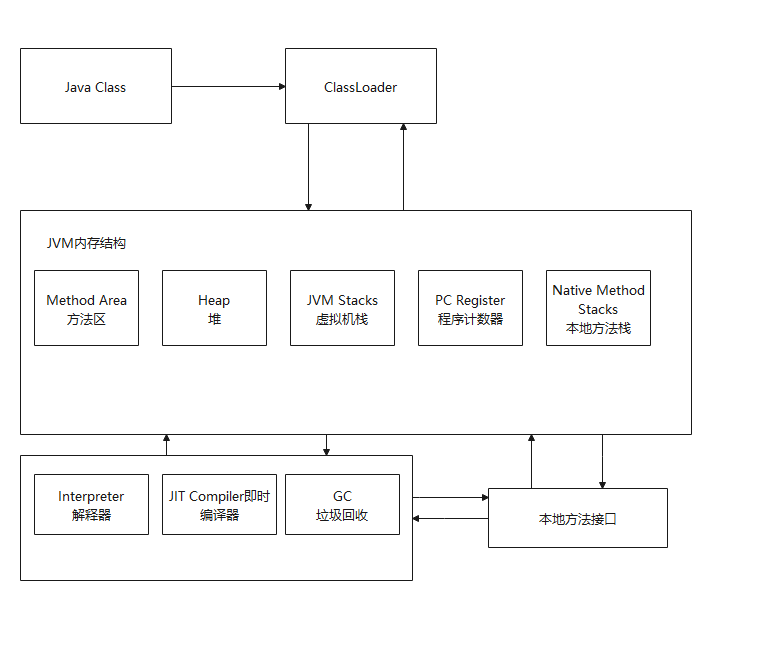 Java Class
ClassLoader
JVM内存结构
Method Area
方法区
Heap
堆
JVM Stacks
虚拟机栈
PC Register
程序计数器
Native Method
Stacks
本地方法栈
Interpreter
解释器
JIT Compiler即时
编译器
GC
垃圾回收
本地方法接口